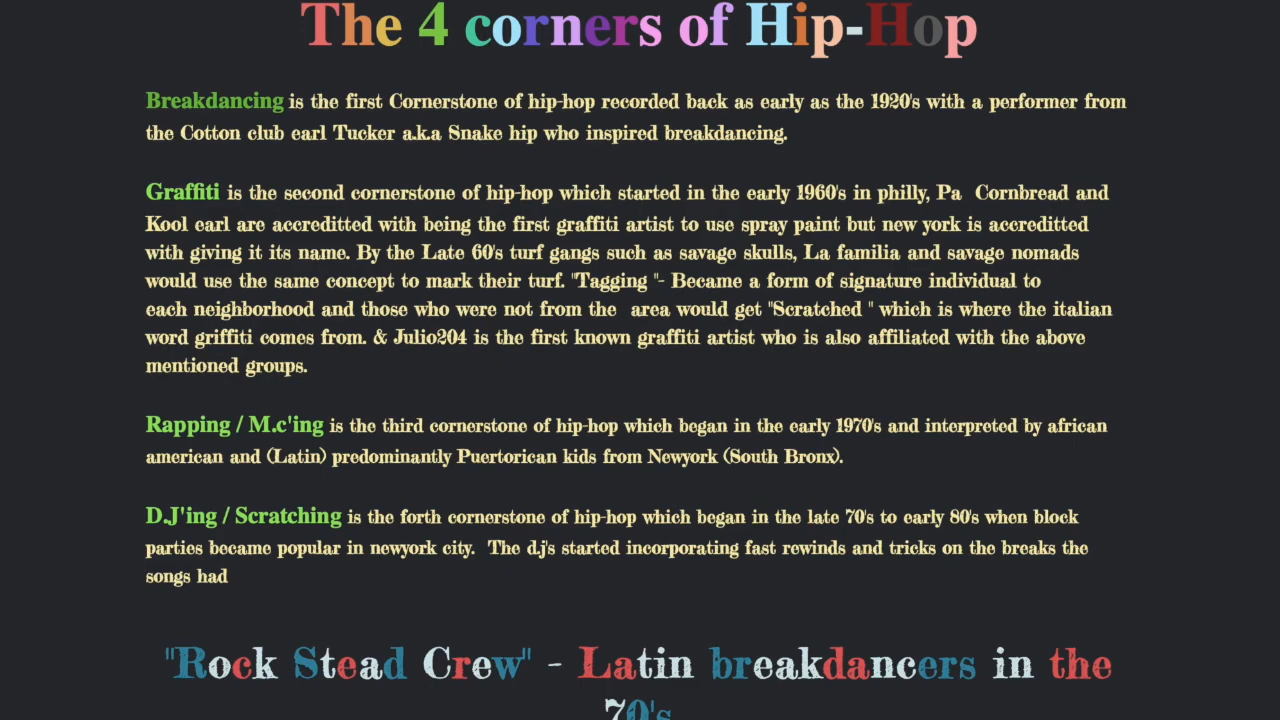 The 4 corners of Hip-Hop
Breakdancing is the first Cornerstone of hip-hop recorded back as early as the 1920's with a performer from
the Cotton club earl Tucker a.k.a Snake hip who inspired breakdancing.
Graffiti is the second cornerstone of hip-hop which started in the early 1960's in philly, Pa Cornbread and
Kool earl are accreditted with being the first graffiti artist to use spray paint but new york is accreditted
with giving it its name. By the Late 60's turf gangs such as savage skulls, La familia and savage nomads
would use the same concept to mark their turf. "Tagging "- Became a form of signature individual to
each neighborhood and those who were not from the area would get "Scratched " which is where the italian
word griffiti comes from. & Julio204 is the first known graffiti artist who is also affiliated with the above
mentioned groups.
Rapping / M.c'ing is the third cornerstone of hip-hop which began in the early 1970's and interpreted by african
american and (Latin) predominantly Puertorican kids from Newyork (South Bronx).
D.J'ing / Scratching is the forth cornerstone of hip-hop which began in the late 70's to early 80's when block
parties became popular in newyork city. The d.j's started incorporating fast rewinds and tricks on the breaks the
songs had
"Rock Stead Crew" - Latin breakdancers in the
70's